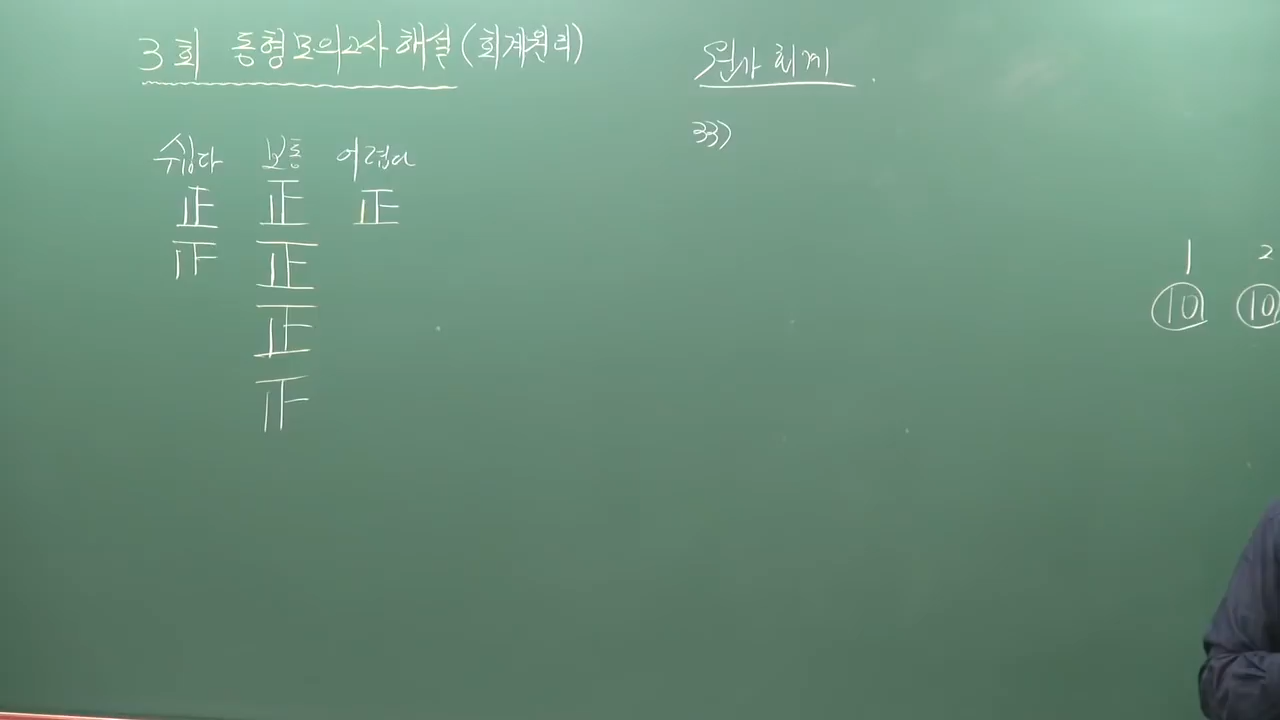 3회 동형모의고사 해설(회계원리)
쉽다 보통 어렵다
正 正 正
正 正
正
正
원가회계
33)
1 2
10 10